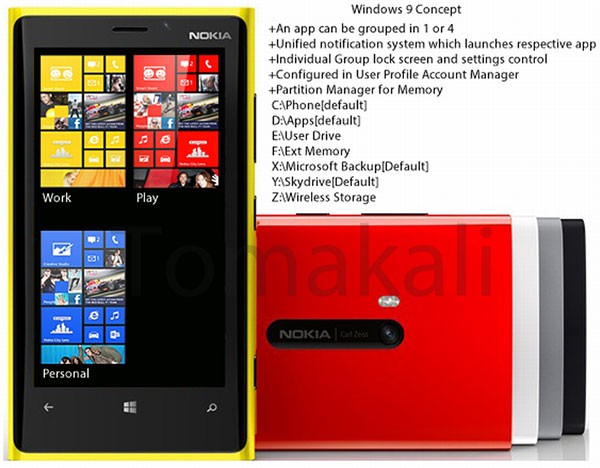 Windows 9 Concept
+An app can be grouped in 1 or 4
+Unified notification system which launches respective app
+Individual Group lock screen and settings control
+Configured in User Profile Account Manager
+Partition Manager for Memory
C:\Phone[default]
D:\Apps[default]
E:\User Drive
F:\Ext Memory
X:\Microsoft Backup[Default]
Y:\Skydrive[Default]
Z:\Wireless Storage
NOKIA
Work
Play
Personal
Tomakali
NOKIA
Carl Zeiss